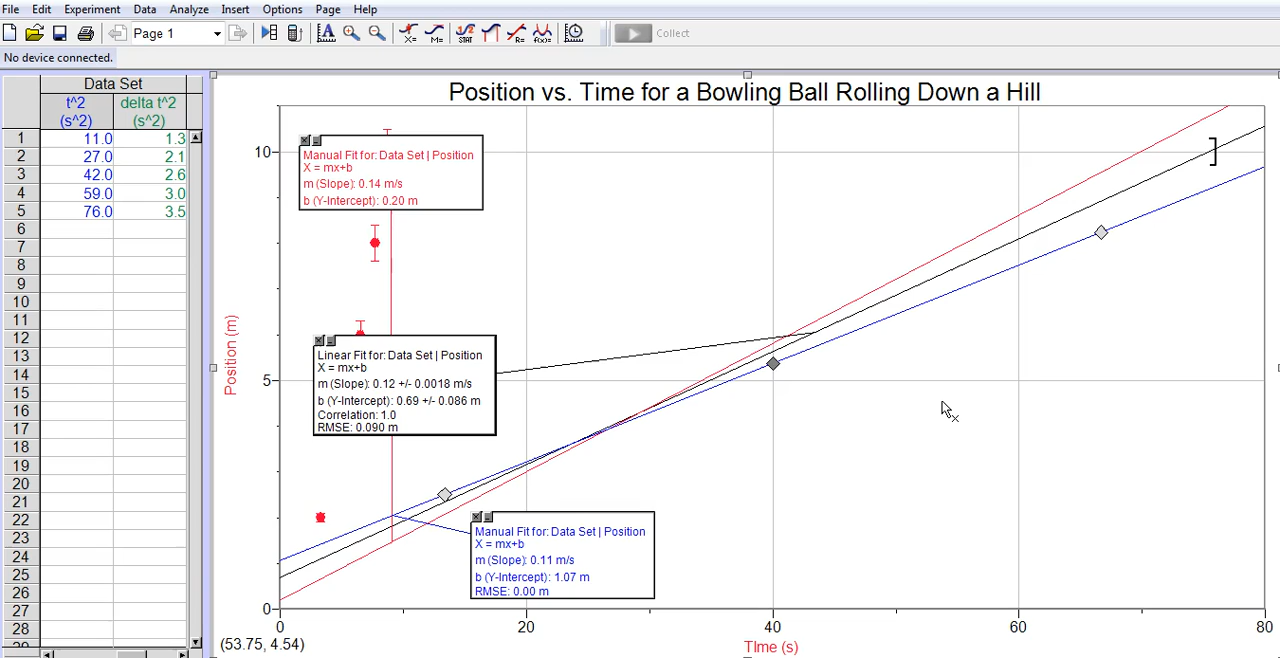 File Edit Experiment Data Analyze Insert Options Page Help
Page 1 X= M= STAT R= f(x)= Collect
No device connected.
Data Set
t^2 delta t^2
(s^2) (s^2)
1 11.0 1.3
2 27.0 2.1
3 42.0 2.6
4 59.0 3.0
5 76.0 3.5
6
7
8
9
10
11
12
13
14
15
16
17
18
19
20
21
22
23
24
25
26
27
28
29
Position vs. Time for a Bowling Ball Rolling Down a Hill
10
5
0
Position (m)
Manual Fit for: Data Set | Position
X = mx+b
m (Slope): 0.14 m/s
b (Y-Intercept): 0.20 m
Linear Fit for: Data Set | Position
X = mx+b
m (Slope): 0.12 +/- 0.0018 m/s
b (Y-Intercept): 0.69 +/- 0.086 m
Correlation: 1.0
RMSE: 0.090 m
Manual Fit for: Data Set | Position
X = mx+b
m (Slope): 0.11 m/s
b (Y-Intercept): 1.07 m
RMSE: 0.00 m
0 20 40 60 80
(53.75, 4.54)
TIme (s)